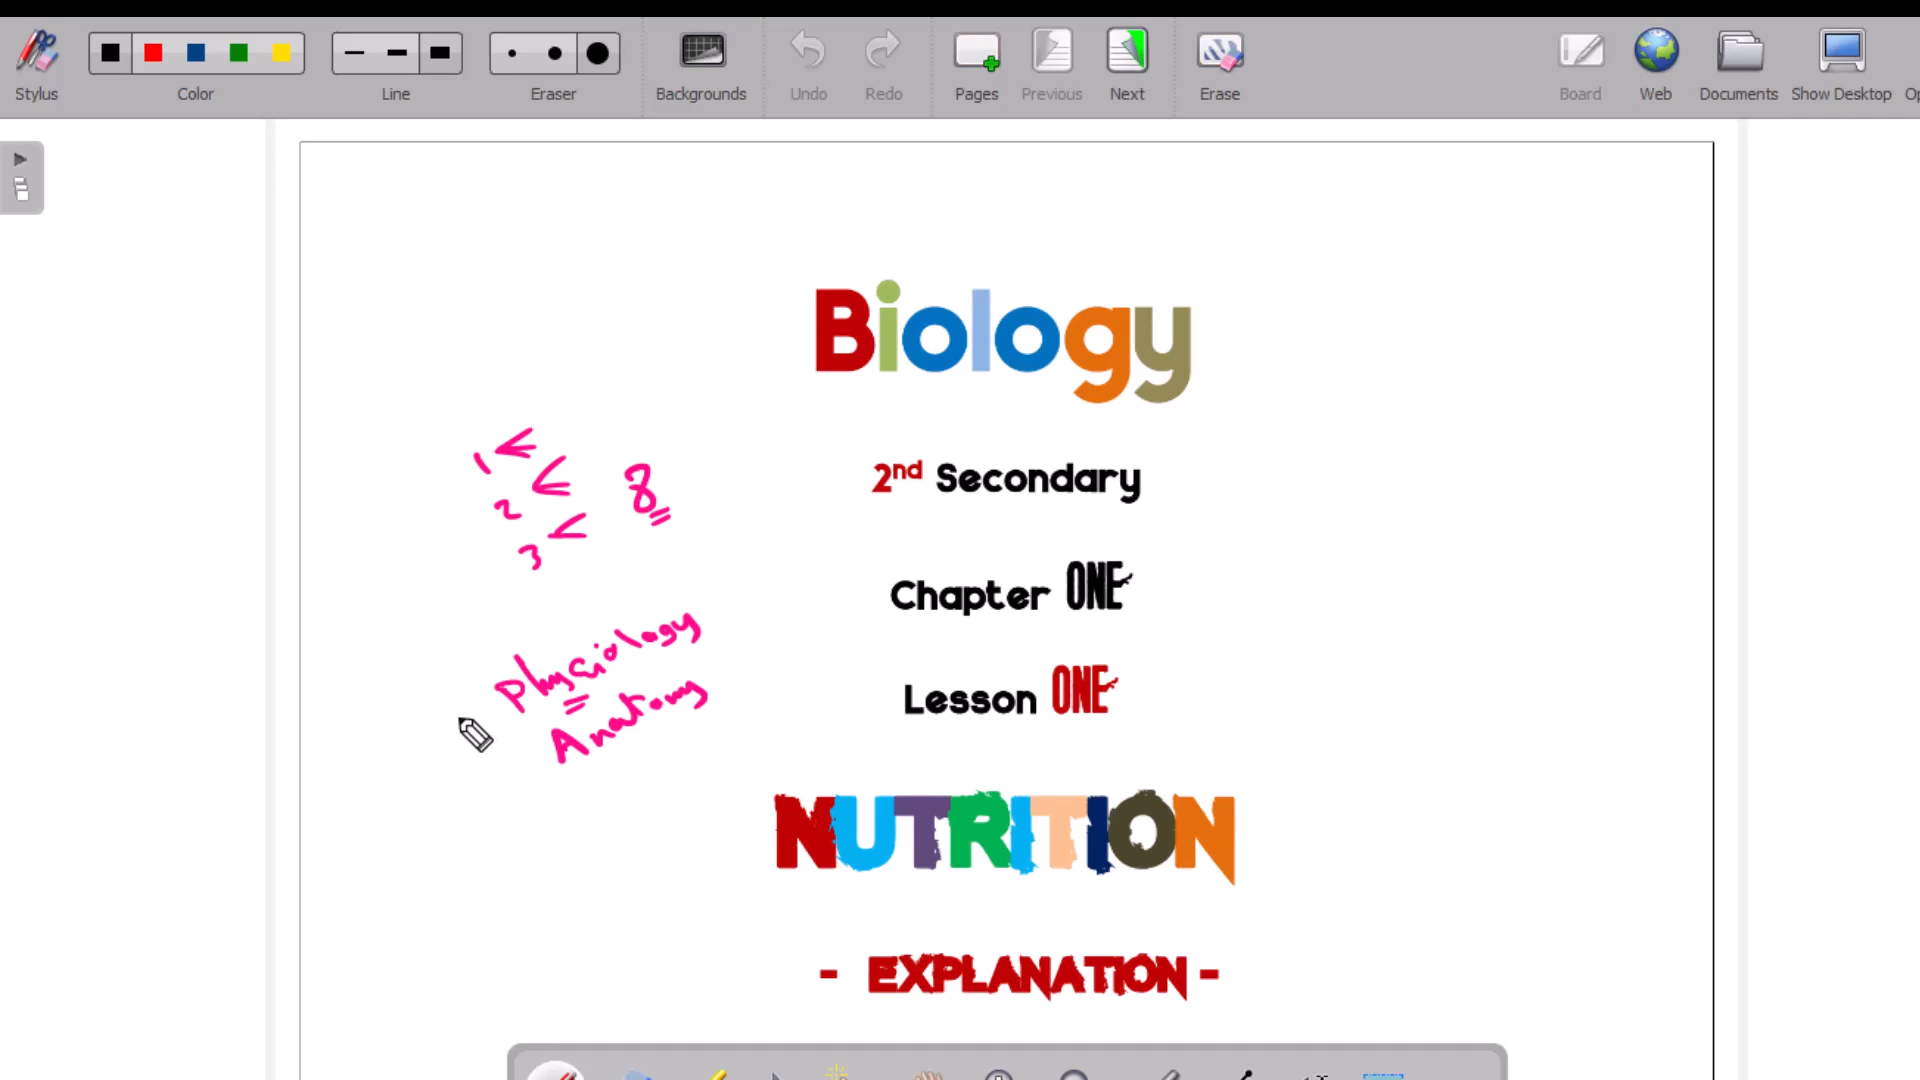 Stylus Color Line Eraser Backgrounds Undo Redo Pages Previous Next Erase Board Web Documents Show Desktop
Biology
1 <
2 < 8
3 <
2nd Secondary
Chapter ONE
Physiology
Anatomy
Lesson ONE
NUTRITION
- EXPLANATION -